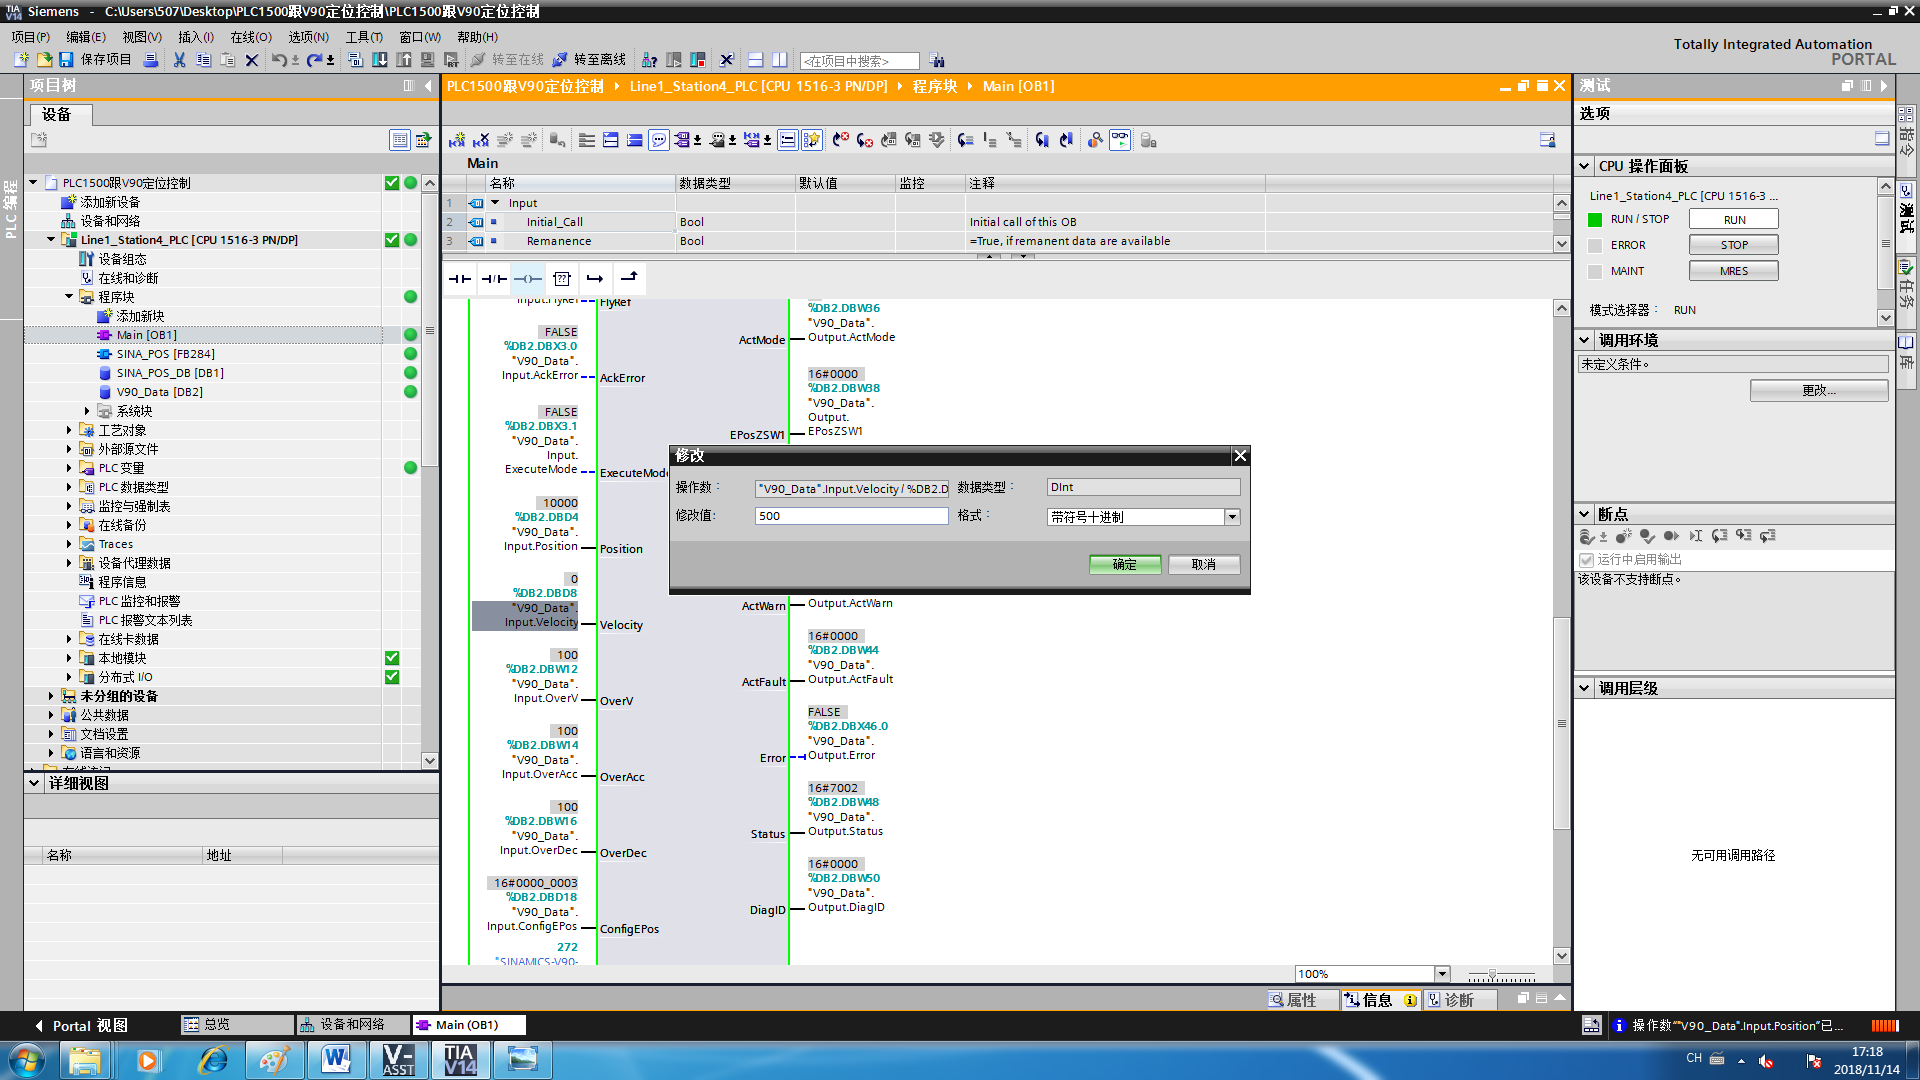 Siemens - C:\Users\507\Desktop\PLC1500跟V90定位控制\PLC1500跟V90定位控制
项目(P) 编辑(E) 视图(V) 插入(I) 在线(O) 选项(N) 工具(T) 窗口(W) 帮助(H)
Totally Integrated Automation
PORTAL
保存项目 转至在线 转至离线 <在项目中搜索>
项目树
设备
PLC 编程
PLC1500跟V90定位控制
添加新设备
设备和网络
Line1_Station4_PLC [CPU 1516-3 PN/DP]
设备组态
在线和诊断
程序块
添加新块
Main [OB1]
SINA_POS [FB284]
SINA_POS_DB [DB1]
V90_Data [DB2]
系统块
工艺对象
外部源文件
PLC 变量
PLC 数据类型
监控与强制表
在线备份
Traces
设备代理数据
程序信息
PLC 监控和报警
PLC 报警文本列表
在线卡数据
本地模块
分布式 I/O
未分组的设备
公共数据
文档设置
语言和资源
详细视图
名称 地址
PLC1500跟V90定位控制 Line1_Station4_PLC [CPU 1516-3 PN/DP] 程序块 Main [OB1]
Main
名称 数据类型 默认值 监控 注释
1 Input
2 Initial_Call Bool Initial call of this OB
3 Remanence Bool =True, if remanent data are available
Input.FlyRef FlyRef
FALSE
%DB2.DBX3.0
"V90_Data".
Input.AckError AckError
FALSE
%DB2.DBX3.1
"V90_Data".
Input.
ExecuteMode ExecuteMode
10000
%DB2.DBD4
"V90_Data".
Input.Position Position
0
%DB2.DBD8
"V90_Data".
Input.Velocity Velocity
100
%DB2.DBW12
"V90_Data".
Input.OverV OverV
100
%DB2.DBW14
"V90_Data".
Input.OverAcc OverAcc
100
%DB2.DBW16
"V90_Data".
Input.OverDec OverDec
16#0000_0003
%DB2.DBD18
"V90_Data".
Input.ConfigEPos ConfigEPos
272
"SINAMICS-V90-
%DB2.DBW36
"V90_Data".
ActMode Output.ActMode
16#0000
%DB2.DBW38
"V90_Data".
Output.
EPosZSW1 EPosZSW1
ActWarn Output.ActWarn
16#0000
%DB2.DBW44
"V90_Data".
ActFault Output.ActFault
FALSE
%DB2.DBX46.0
"V90_Data".
Error Output.Error
16#7002
%DB2.DBW48
"V90_Data".
Status Output.Status
16#0000
%DB2.DBW50
"V90_Data".
DiagID Output.DiagID
修改
操作数： "V90_Data".Input.Velocity / %DB2.D 数据类型： DInt
修改值: 500 格式： 带符号十进制
确定 取消
100%
属性 信息 诊断
测试
选项
CPU 操作面板
Line1_Station4_PLC [CPU 1516-3 ...
RUN / STOP RUN
ERROR STOP
MAINT MRES
模式选择器： RUN
调用环境
未定义条件。
更改...
断点
运行中启用输出
该设备不支持断点。
调用层级
无可用调用路径
指令
测试
任务
库
Portal 视图 总览 设备和网络 Main (OB1)
操作数“"V90_Data".Input.Position”已...
V-ASST
TIA V14
CH
17:18
2018/11/14